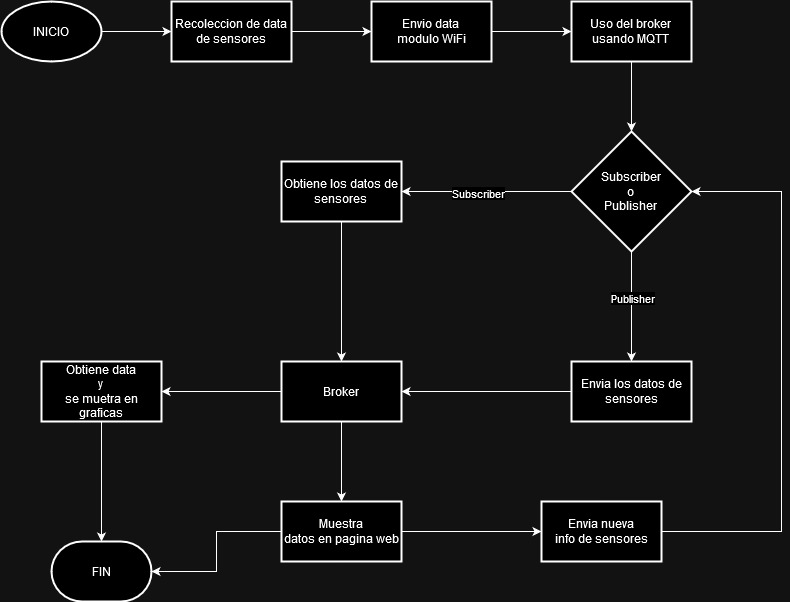 INICIO
Recoleccion de data
de sensores
Envio data
modulo WiFi
Uso del broker
usando MQTT
Subscriber
o
Publisher
Subscriber
Obtiene los datos de
sensores
Publisher
Obtiene data
y
se muetra en
graficas
Broker
Envia los datos de
sensores
Muestra
datos en pagina web
Envia nueva
info de sensores
FIN